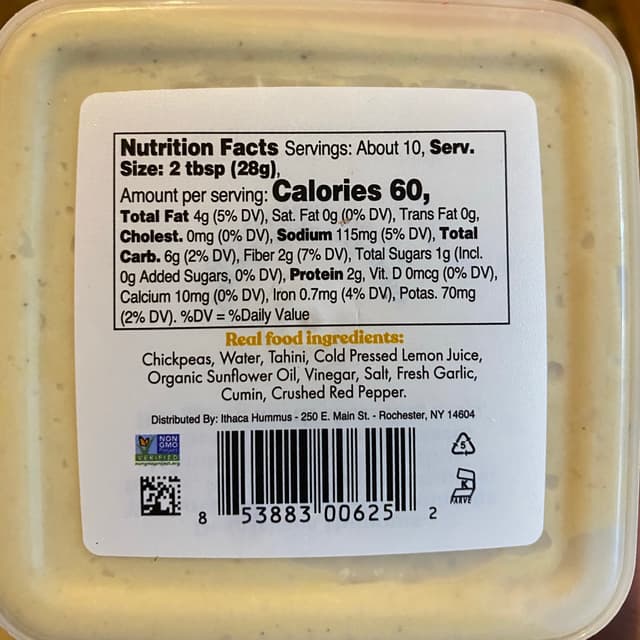 Nutrition Facts Servings: About 10, Serv.
Size: 2 tbsp (28g),
Amount per serving: Calories 60,
Total Fat 4g (5% DV), Sat. Fat 0g (0% DV), Trans Fat 0g,
Cholest. 0mg (0% DV), Sodium 115mg (5% DV), Total
Carb. 6g (2% DV), Fiber 2g (7% DV), Total Sugars 1g (Incl.
0g Added Sugars, 0% DV), Protein 2g, Vit. D 0mcg (0% DV),
Calcium 10mg (0% DV), Iron 0.7mg (4% DV), Potas. 70mg
(2% DV). %DV = %Daily Value
Real food ingredients:
Chickpeas, Water, Tahini, Cold Pressed Lemon Juice,
Organic Sunflower Oil, Vinegar, Salt, Fresh Garlic,
Cumin, Crushed Red Pepper.
Distributed By: Ithaca Hummus - 250 E. Main St. - Rochester, NY 14604
NON
GMO
Project
VERIFIED
nongmoproject.org
5
K
PARVE
8 53883 00625 2